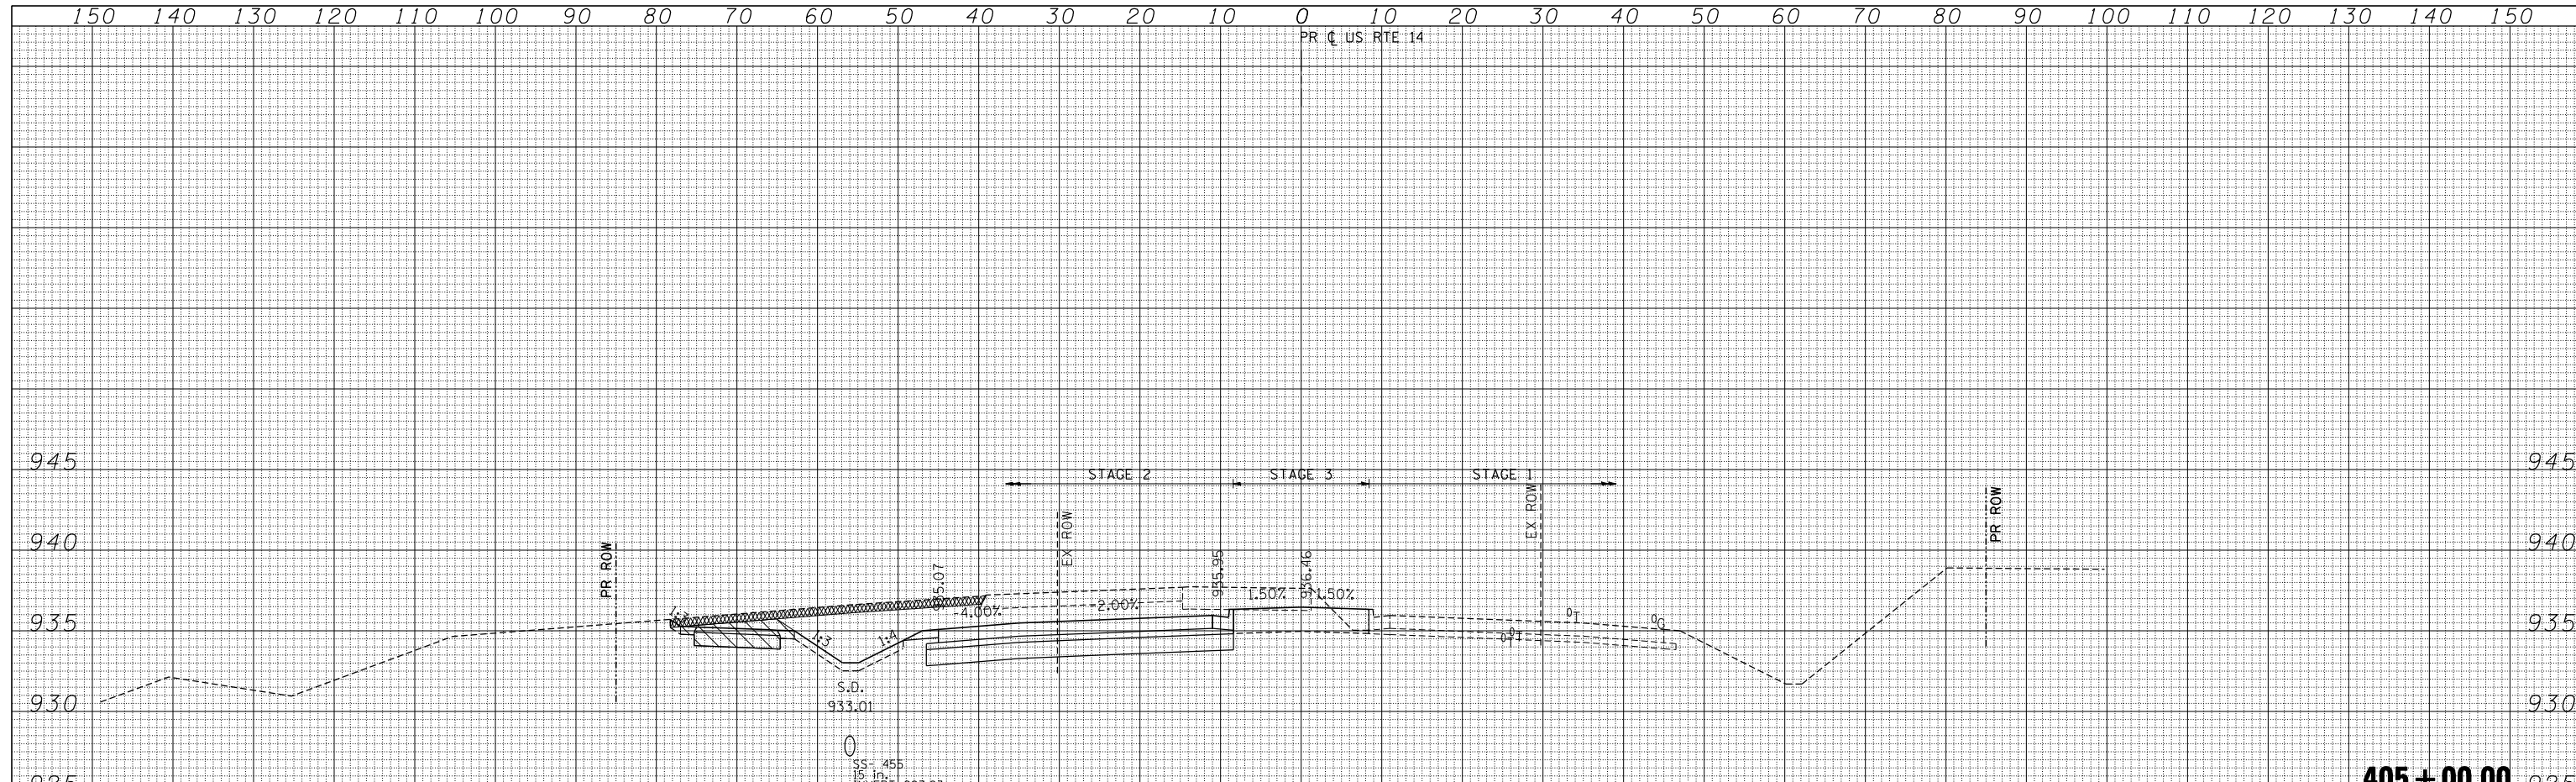 150 140 130 120 110 100 90 80 70 60 50 40 30 20 10 0 10 20 30 40 50 60 70 80 90 100 110 120 130 140 150
PR ℄ US RTE 14
945 945
STAGE 2 STAGE 3 STAGE 1
940 940
PR ROW
EX ROW
EX ROW
PR ROW
935.07
935.95
936.46
-4.00%
-2.00%
1.50%
-1.50%
935 935
1:3
1:4
T
G
S.D.
933.01
930 930
SS- 455
15 in.
405 + 00.00